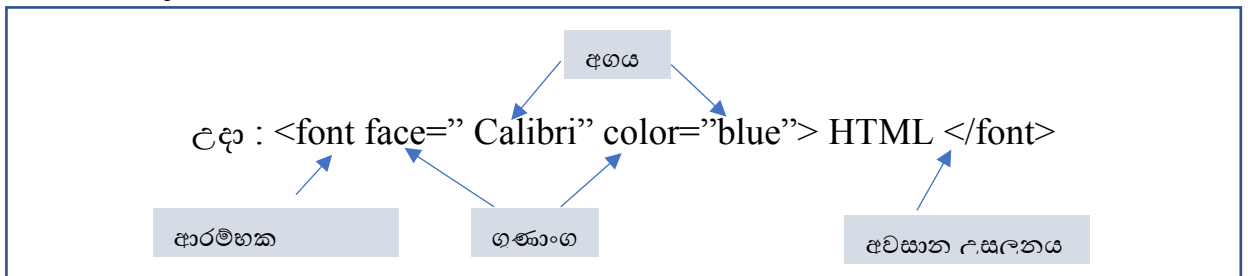 අගය
උදා : <font face=” Calibri” color=”blue”> HTML </font>
ආරම්භක
ගුණාංග
අවසාන උසුලනය